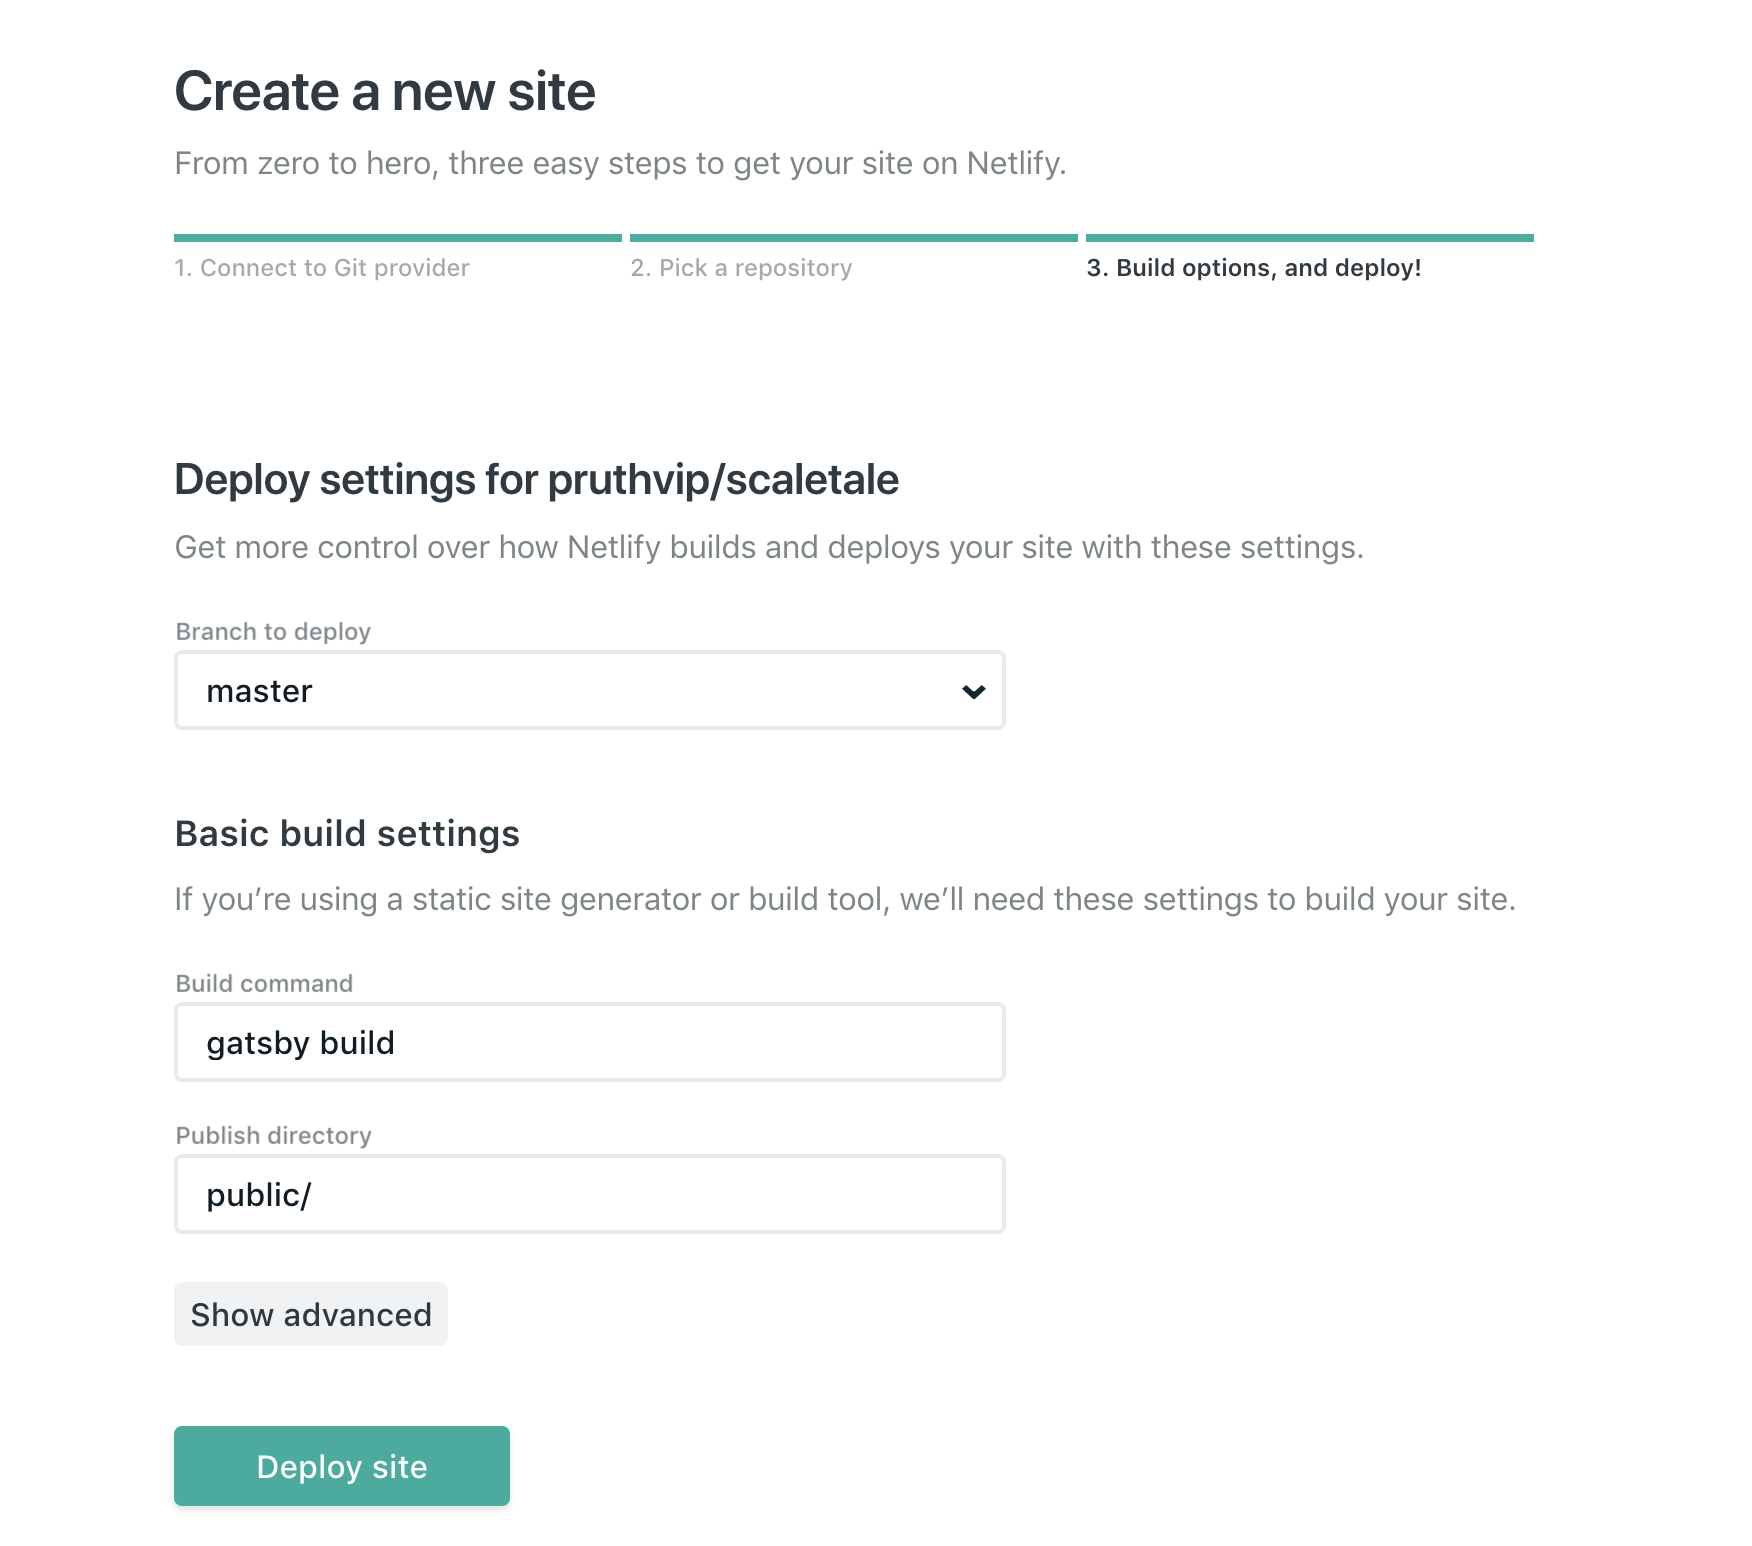 Create a new site
From zero to hero, three easy steps to get your site on Netlify.
1. Connect to Git provider
2. Pick a repository
3. Build options, and deploy!
Deploy settings for pruthvip/scaletale
Get more control over how Netlify builds and deploys your site with these settings.
Branch to deploy
master
Basic build settings
If you’re using a static site generator or build tool, we’ll need these settings to build your site.
Build command
gatsby build
Publish directory
public/
Show advanced
Deploy site